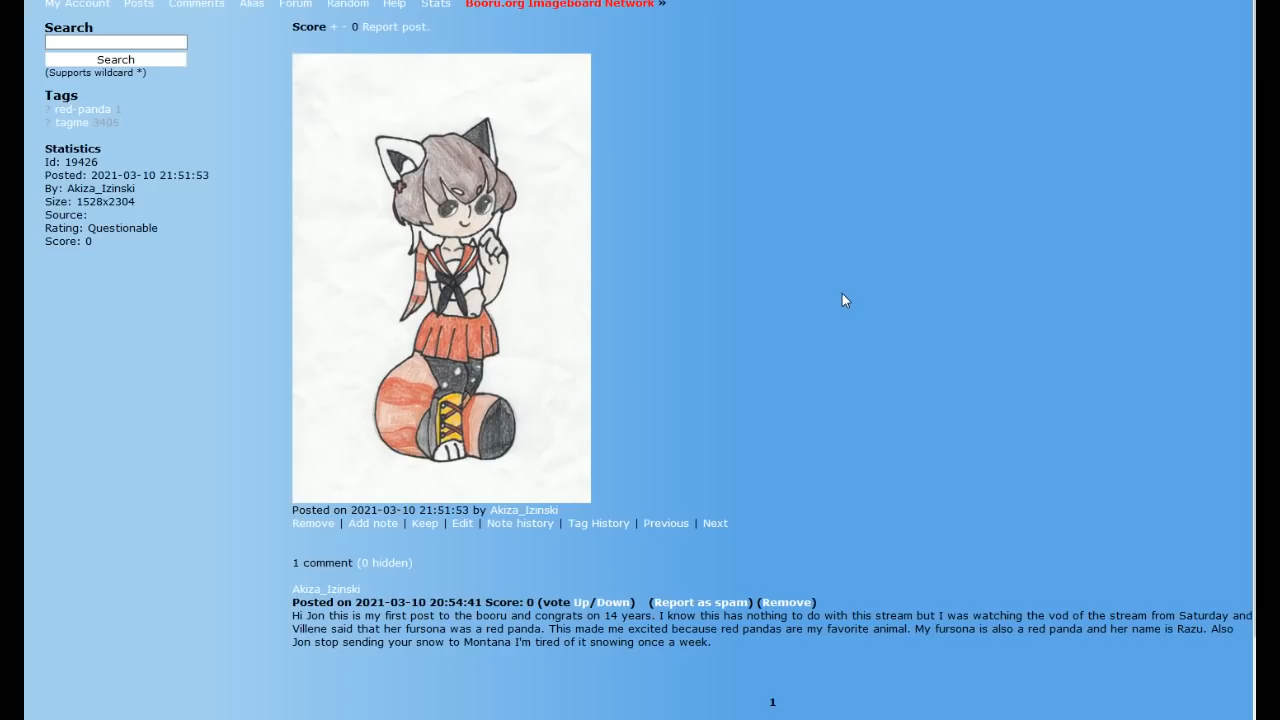 My Account Posts Comments Alias Forum Random Help Stats Booru.org Imageboard Network »
Search
Search
(Supports wildcard *)
Tags
? red-panda 1
? tagme 3405
Statistics
Id: 19426
Posted: 2021-03-10 21:51:53
By: Akiza_Izinski
Size: 1528x2304
Source:
Rating: Questionable
Score: 0
Score + - 0 Report post.
Posted on 2021-03-10 21:51:53 by Akiza_Izinski
Remove | Add note | Keep | Edit | Note history | Tag History | Previous | Next
1 comment (0 hidden)
Akiza_Izinski
Posted on 2021-03-10 20:54:41 Score: 0 (vote Up/Down) (Report as spam) (Remove)
Hi Jon this is my first post to the booru and congrats on 14 years. I know this has nothing to do with this stream but I was watching the vod of the stream from Saturday and
Villene said that her fursona was a red panda. This made me excited because red pandas are my favorite animal. My fursona is also a red panda and her name is Razu. Also
Jon stop sending your snow to Montana I'm tired of it snowing once a week.
1